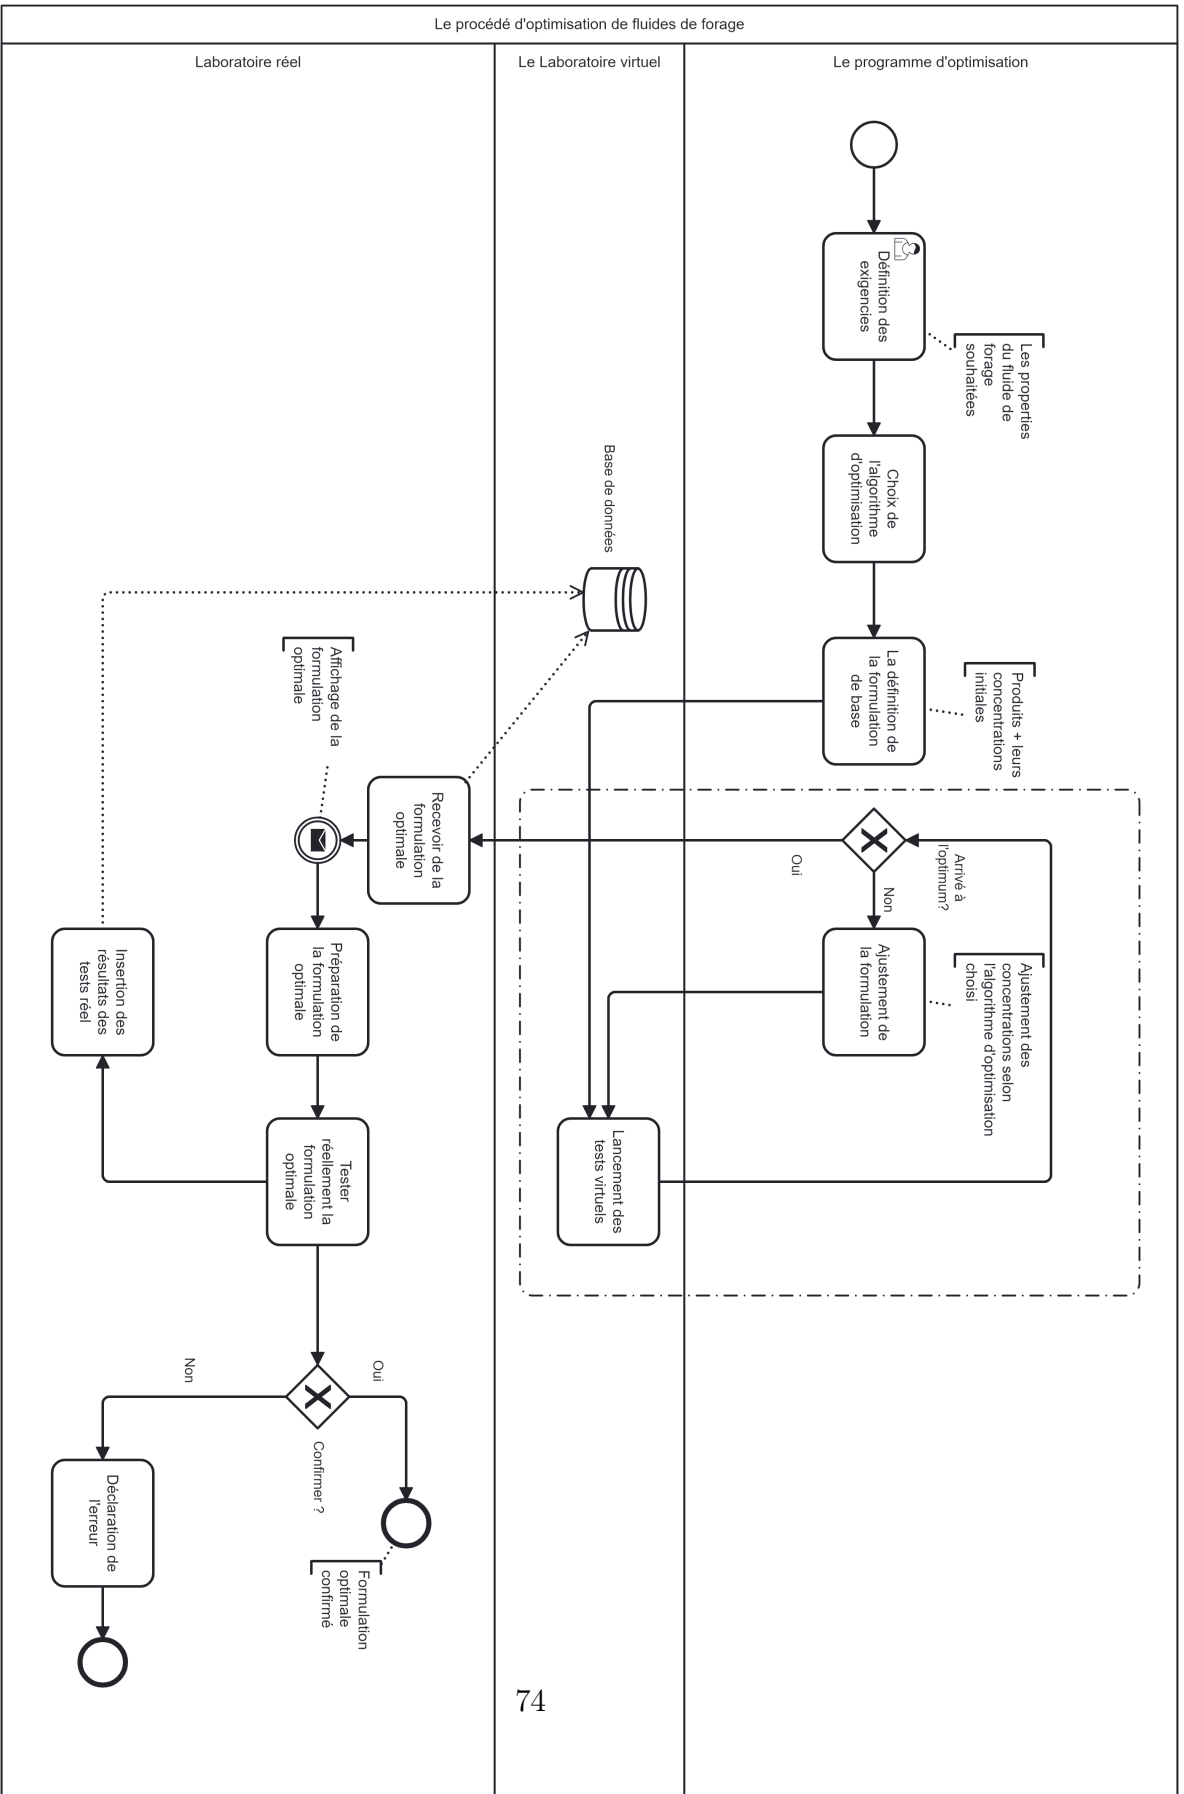 Le procédé d'optimisation de fluides de forage
Laboratoire réel
Le Laboratoire virtuel
Le programme d'optimisation
Définition des
exigencies
Les properties
du fluide de
forage
souhaitées
Choix de
l'algorithme
d'optimisation
La définition de
la formulation
de base
Produits + leurs
concentrations
initiales
Arrivé à
l'optimum?
Non
Oui
Ajustement de
la formulation
Ajustement des
concentrations selon
l'algorithme d'optimisation
choisi
Base de données
Lancement des
tests virtuels
Affichage de la
formulation
optimale
Recevoir de la
formulation
optimale
Préparation de
la formulation
optimale
Insertion des
résultats des
tests réel
Tester
réellement la
formulation
optimale
Oui
Non
Confirmer ?
Formulation
optimale
confirmé
Déclaration de
l'erreur
74